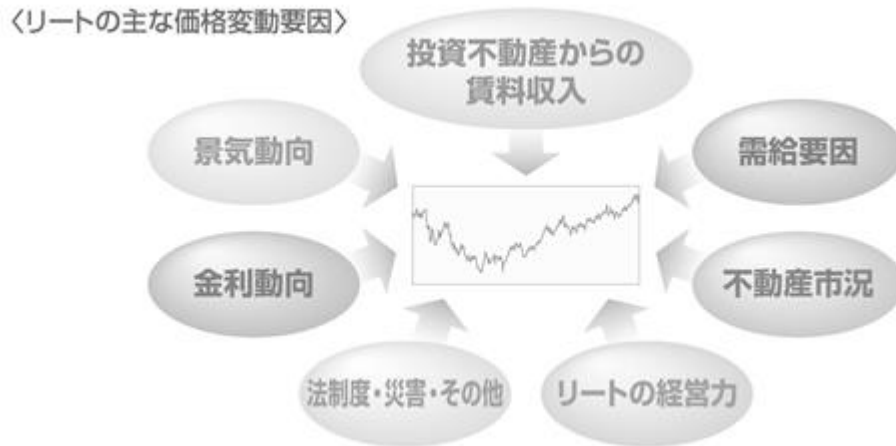 〈リートの主な価格変動要因〉
投資不動産からの
賃料収入
景気動向
需給要因
金利動向
不動産市況
法制度・災害・その他
リートの経営力